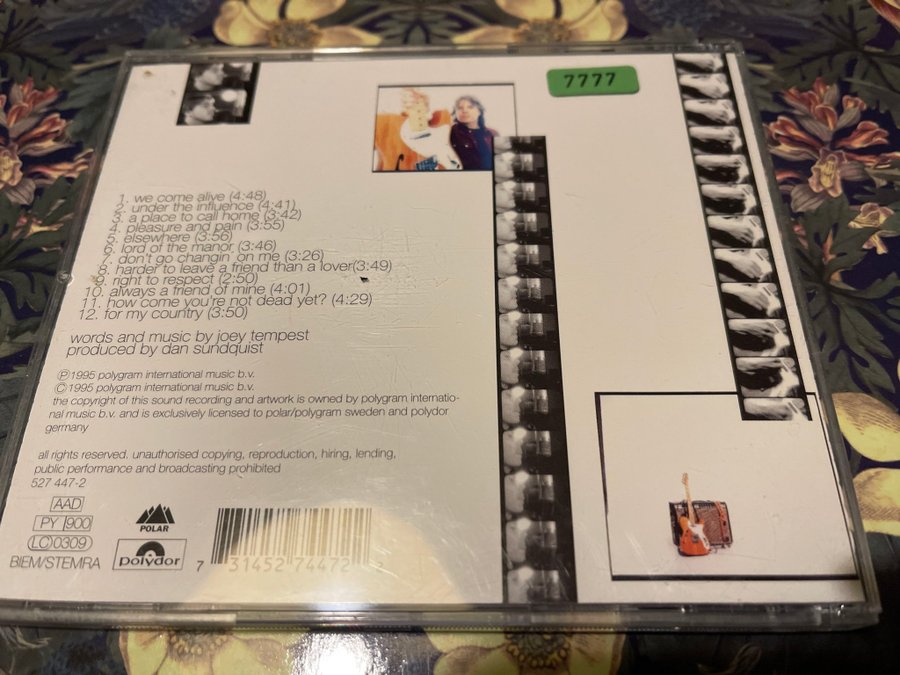 7777
1. we come alive (4:48)
2. under the influence (4:41)
3. a place to call home (3:42)
4. pleasure and pain (3:55)
5. elsewhere (3:56)
6. lord of the manor (3:46)
7. don't go changin' on me (3:26)
8. harder to leave a friend than a lover(3:49)
9. right to respect (2:50)
10. always a friend of mine (4:01)
11. how come you're not dead yet? (4:29)
12. for my country (3:50)
words and music by joey tempest
produced by dan sundquist
Ⓟ1995 polygram international music b.v.
Ⓒ1995 polygram international music b.v.
the copyright of this sound recording and artwork is owned by polygram internatio-
nal music b.v. and is exclusively licensed to polar/polygram sweden and polydor
germany
all rights reserved. unauthorised copying, reproduction, hiring, lending,
public performance and broadcasting prohibited
527 447-2
AAD
PY 900
LC0309
BIEM/STEMRA
POLAR
polydor
7 31452 74472 2